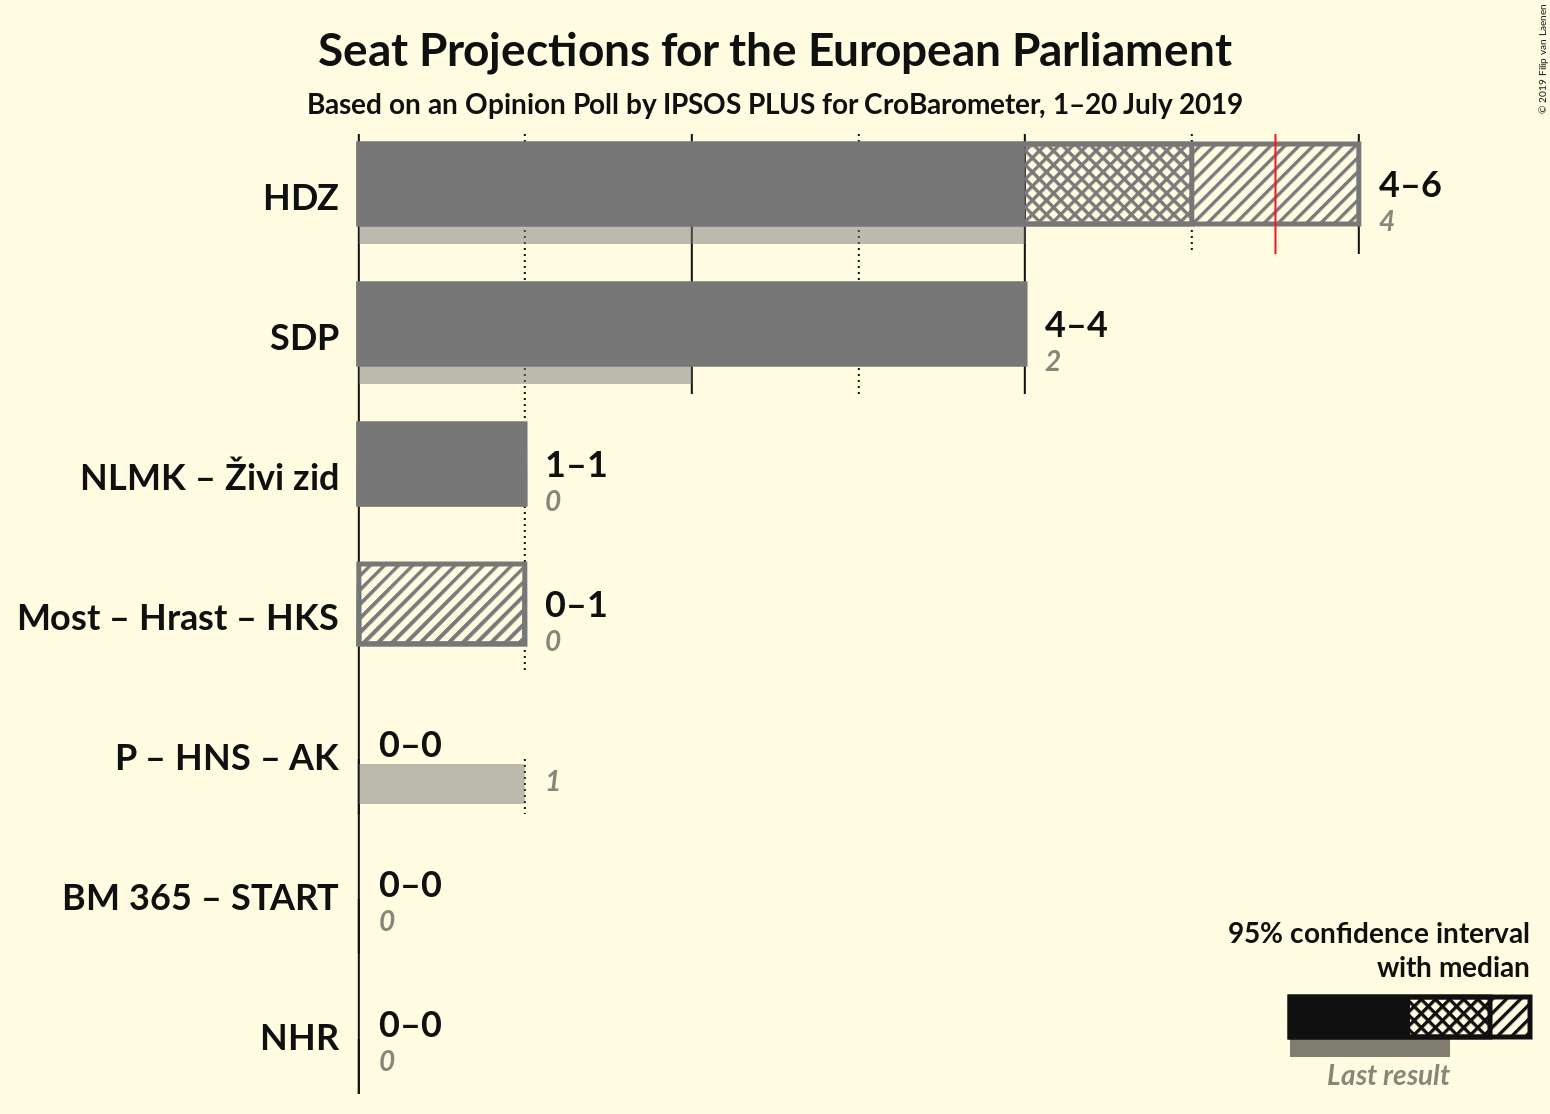 Seat Projections for the European Parliament
Based on an Opinion Poll by IPSOS PLUS for CroBarometer, 1–20 July 2019
© 2019 Filip van Laenen
HDZ
4–6
4
SDP
4–4
2
NLMK – Živi zid
1–1
0
Most – Hrast – HKS
0–1
0
P – HNS – AK
0–0
1
BM 365 – START
0–0
0
NHR
0–0
0
95% confidence interval
with median
Last result